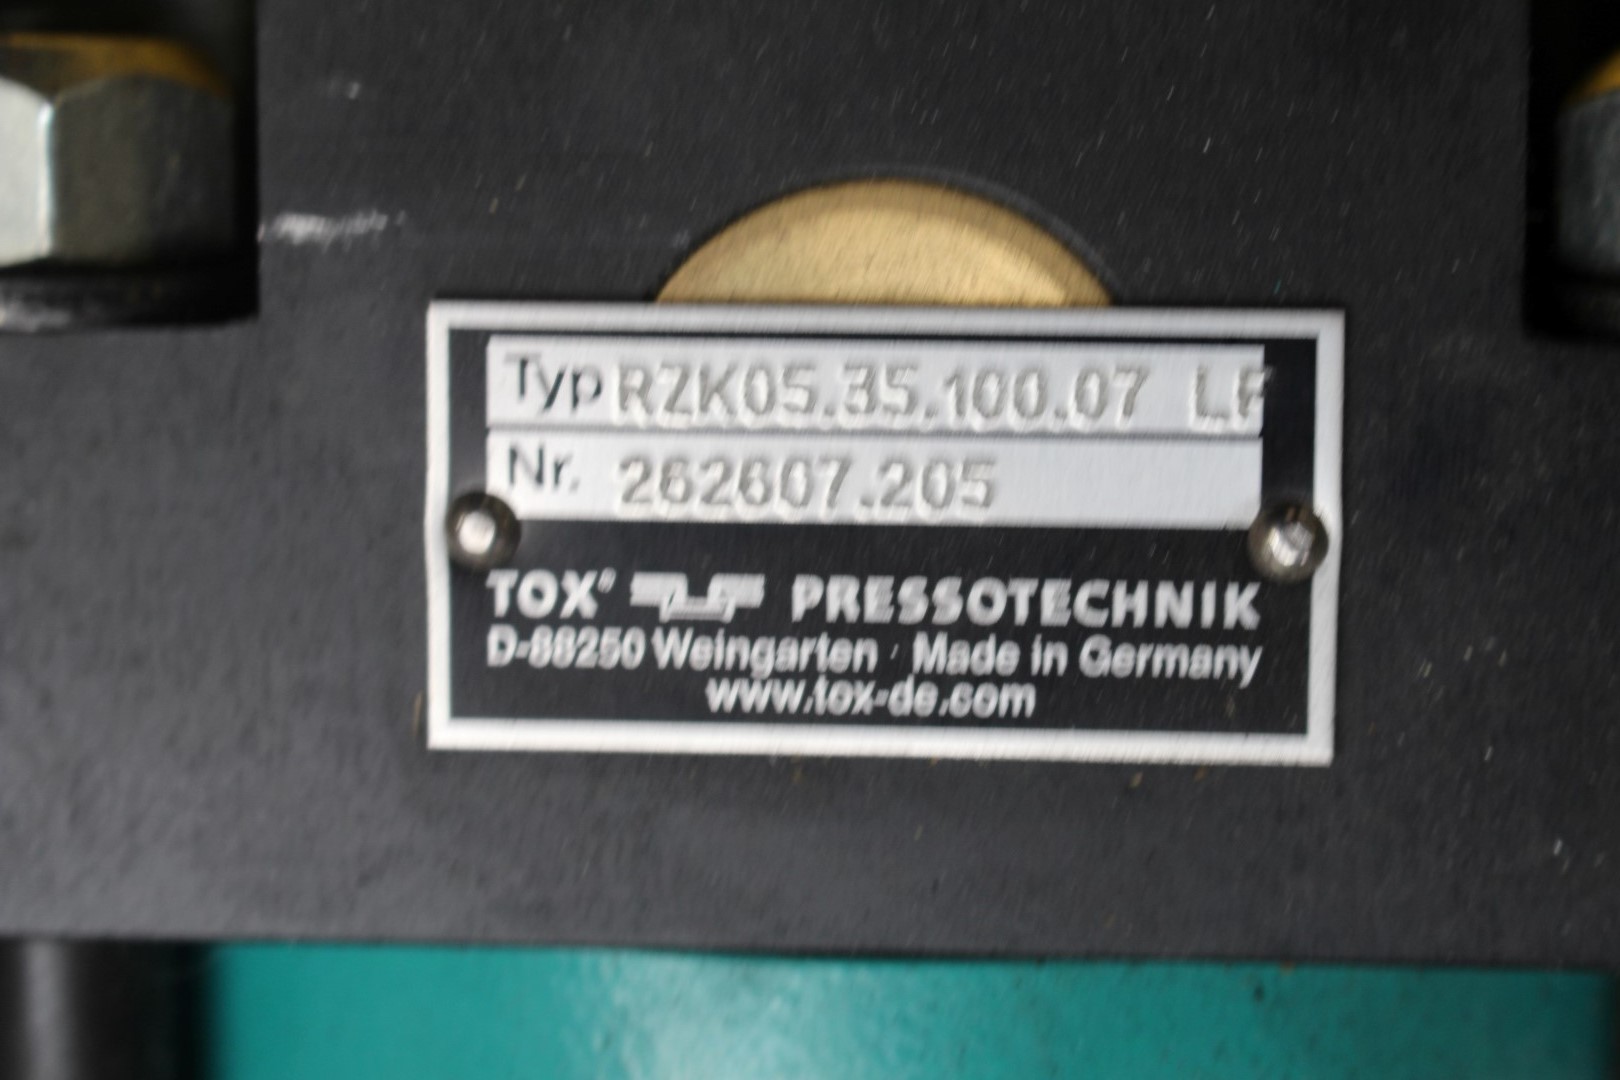 Typ RZK05.35.100.07 LF
Nr. 262607.205
TOX® PRESSOTECHNIK
D-88250 Weingarten · Made in Germany
www.tox-de.com